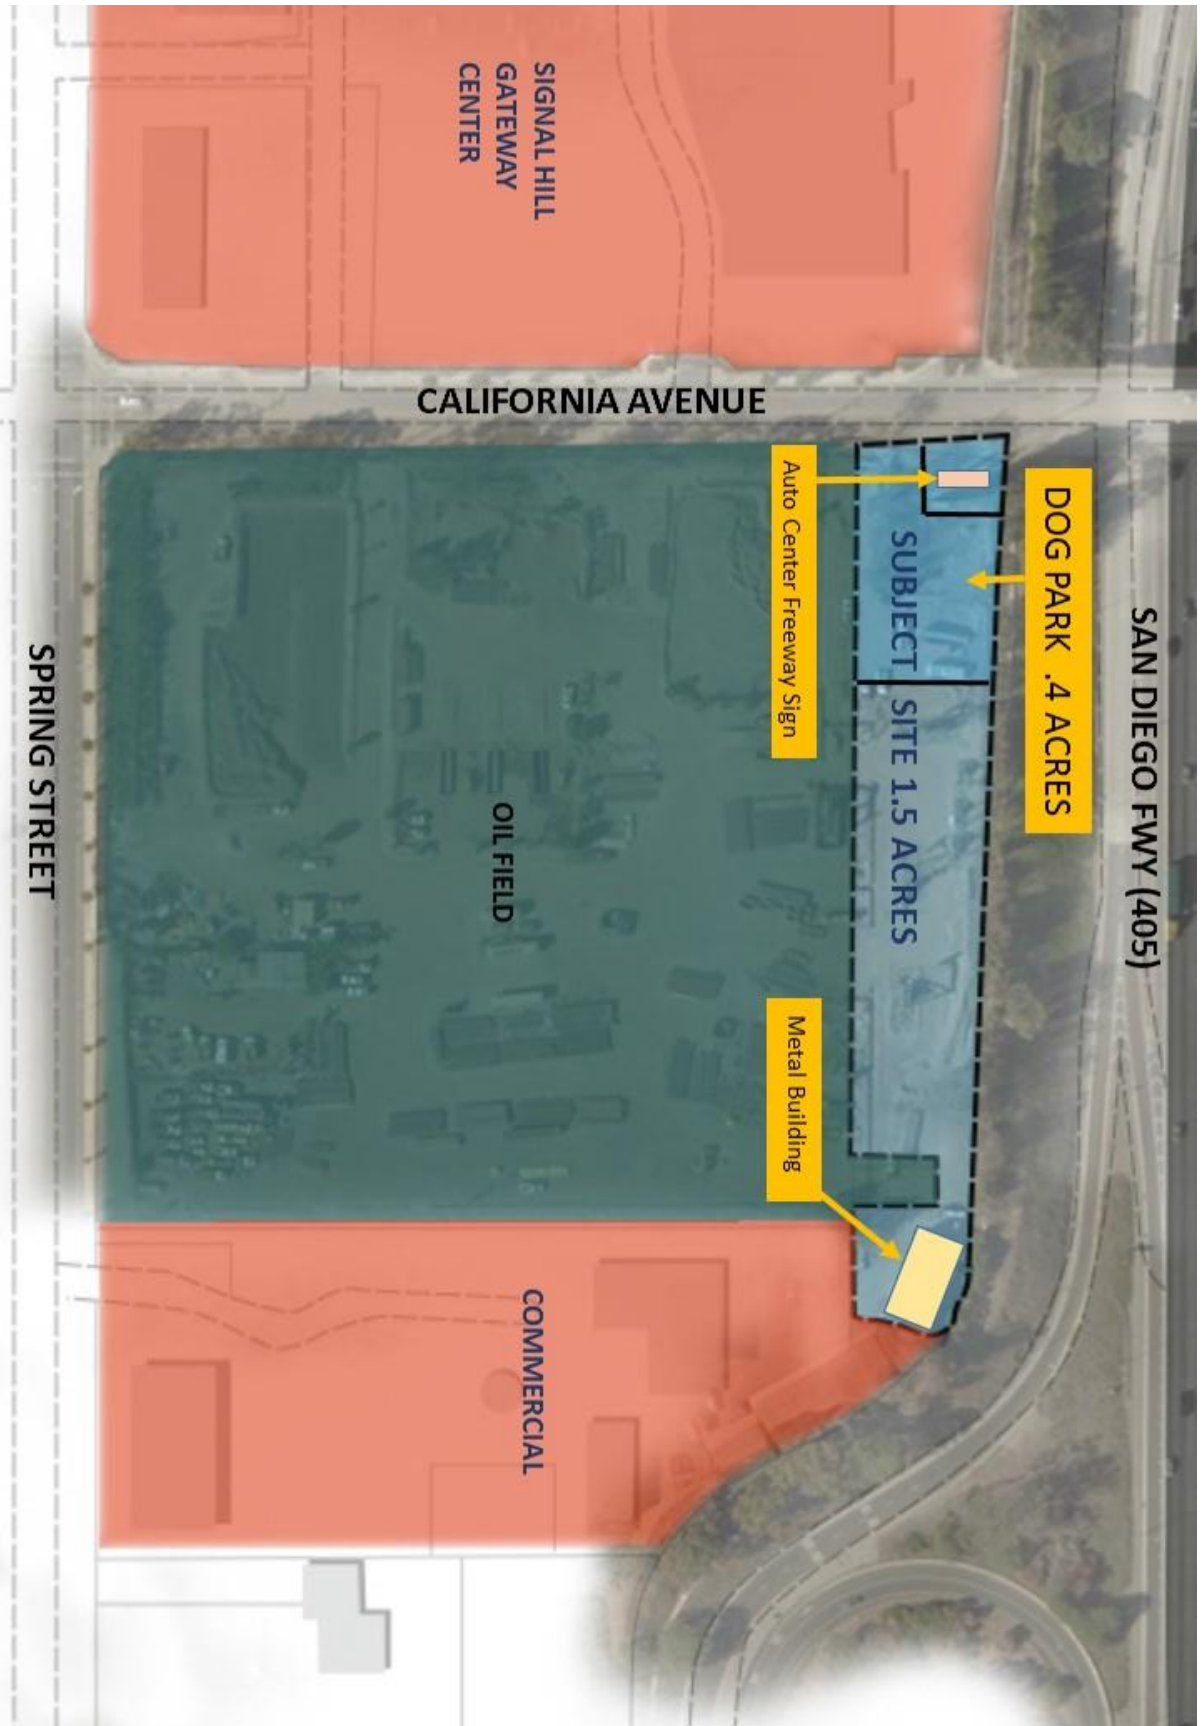 SAN DIEGO FWY (405)
DOG PARK .4 ACRES
SUBJECT SITE 1.5 ACRES
Auto Center Freeway Sign
Metal Building
SIGNAL HILL
GATEWAY
CENTER
CALIFORNIA AVENUE
OIL FIELD
COMMERCIAL
SPRING STREET